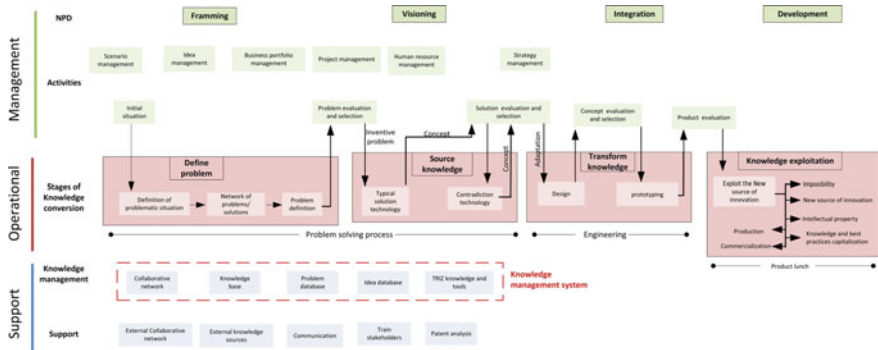 NPD
Framming
Visioning
Integration
Development
Management
Activities
Scenario
management
Idea
management
Business portfolio
management
Project management
Human resource
management
Strategy
management
Initial
situation
Problem evaluation
and selection
Solution evaluation and
selection
Concept evaluation
and selection
Product evaluation
Inventive
problem
Concept
Concept
Adaptation
Operational
Stages of
Knowledge
conversion
Define
problem
Source
knowledge
Transform
knowledge
Knowledge exploitation
Definition of
problematic situation
Network of
problems/
solutions
Problem
definition
Typical
solution
technology
Contradiction
technology
Design
prototyping
Exploit the New
source of
innovation
Imposibility
New source of innovation
Intellectual property
Knowledge and best
practices capitalization
Production
Commercialization
Problem solving process
Engineering
Product lunch
Support
Knowledge
management
Collaborative
network
Knowledge
base
Problem
database
Idea database
TRIZ knowledge and
tools
Knowledge
management system
Support
External Collaborative
network
External knowledge
sources
Communication
Train
stakeholders
Patent analysis